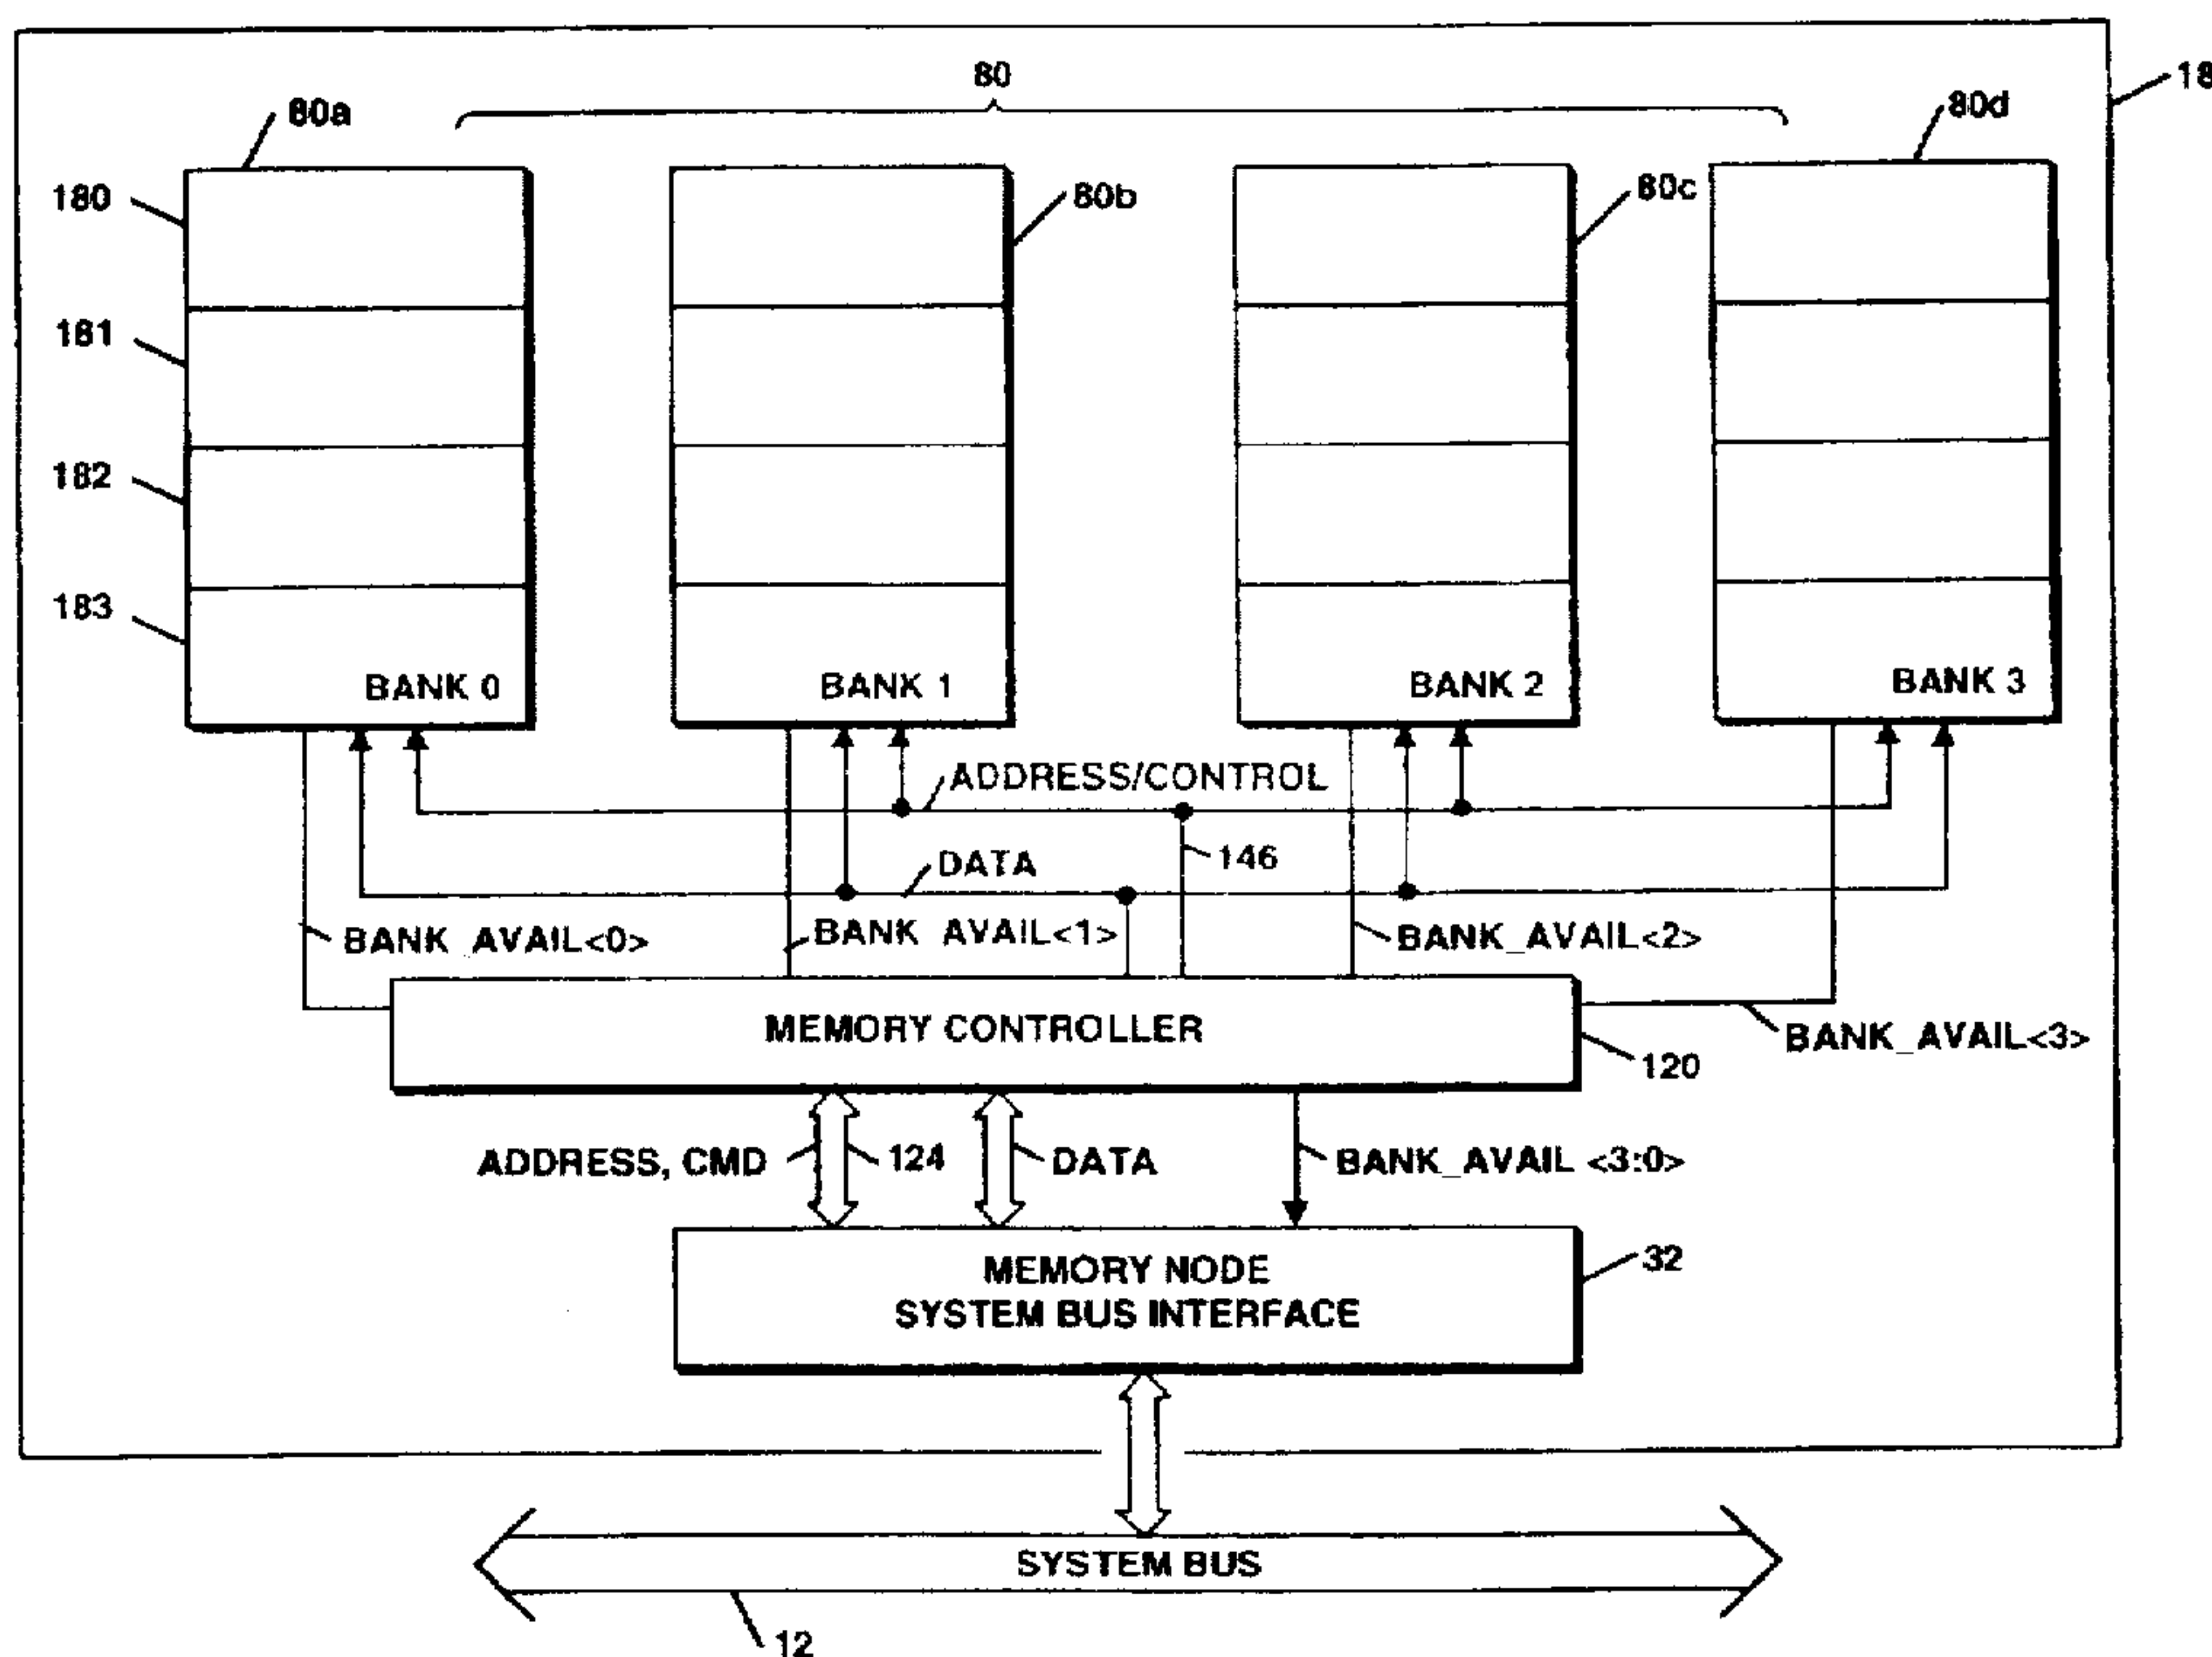 80
18
80a
80d
180
80b
80c
181
182
183
BANK 0
BANK 1
BANK 2
BANK 3
ADDRESS/CONTROL
146
DATA
BANK_AVAIL<0>
BANK_AVAIL<1>
BANK_AVAIL<2>
MEMORY CONTROLLER
BANK_AVAIL<3>
120
ADDRESS, CMD
124
DATA
BANK_AVAIL <3:0>
MEMORY NODE
SYSTEM BUS INTERFACE
32
SYSTEM BUS
12